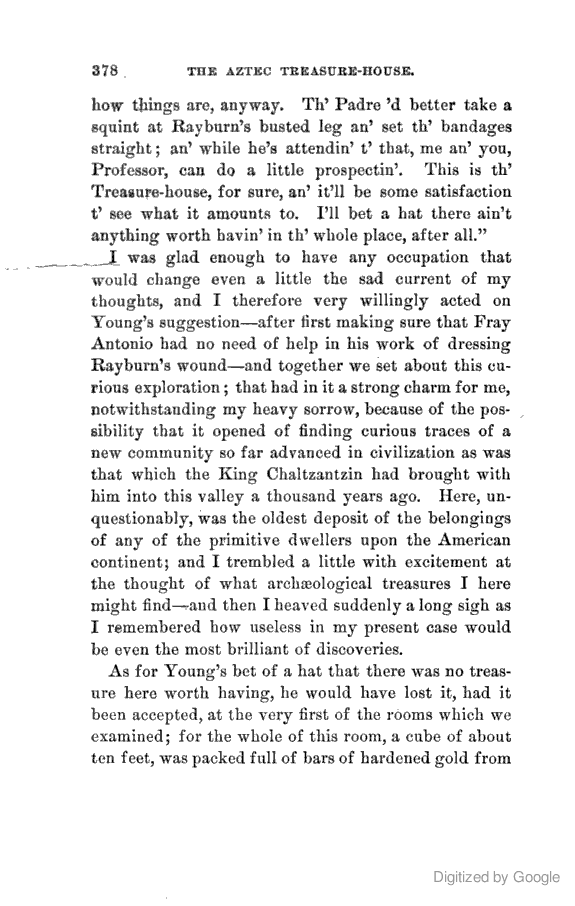 378 THE AZTEC TREASURE-HOUSE.
how things are, anyway. Th' Padre 'd better take a
squint at Rayburn's busted leg an' set th' bandages
straight; an' while he's attendin' t' that, me an' you,
Professor, can do a little prospectin'. This is th'
Treasure-house, for sure, an' it'll be some satisfaction
t' see what it amounts to. I'll bet a hat there ain't
anything worth havin' in th' whole place, after all."
I was glad enough to have any occupation that
would change even a little the sad current of my
thoughts, and I therefore very willingly acted on
Young's suggestion—after first making sure that Fray
Antonio had no need of help in his work of dressing
Rayburn's wound—and together we set about this cu-
rious exploration; that had in it a strong charm for me,
notwithstanding my heavy sorrow, because of the pos-
sibility that it opened of finding curious traces of a
new community so far advanced in civilization as was
that which the King Chaltzantzin had brought with
him into this valley a thousand years ago. Here, un-
questionably, was the oldest deposit of the belongings
of any of the primitive dwellers upon the American
continent; and I trembled a little with excitement at
the thought of what archæological treasures I here
might find—and then I heaved suddenly a long sigh as
I remembered how useless in my present case would
be even the most brilliant of discoveries.
As for Young's bet of a hat that there was no treas-
ure here worth having, he would have lost it, had it
been accepted, at the very first of the rooms which we
examined; for the whole of this room, a cube of about
ten feet, was packed full of bars of hardened gold from
Digitized by Google